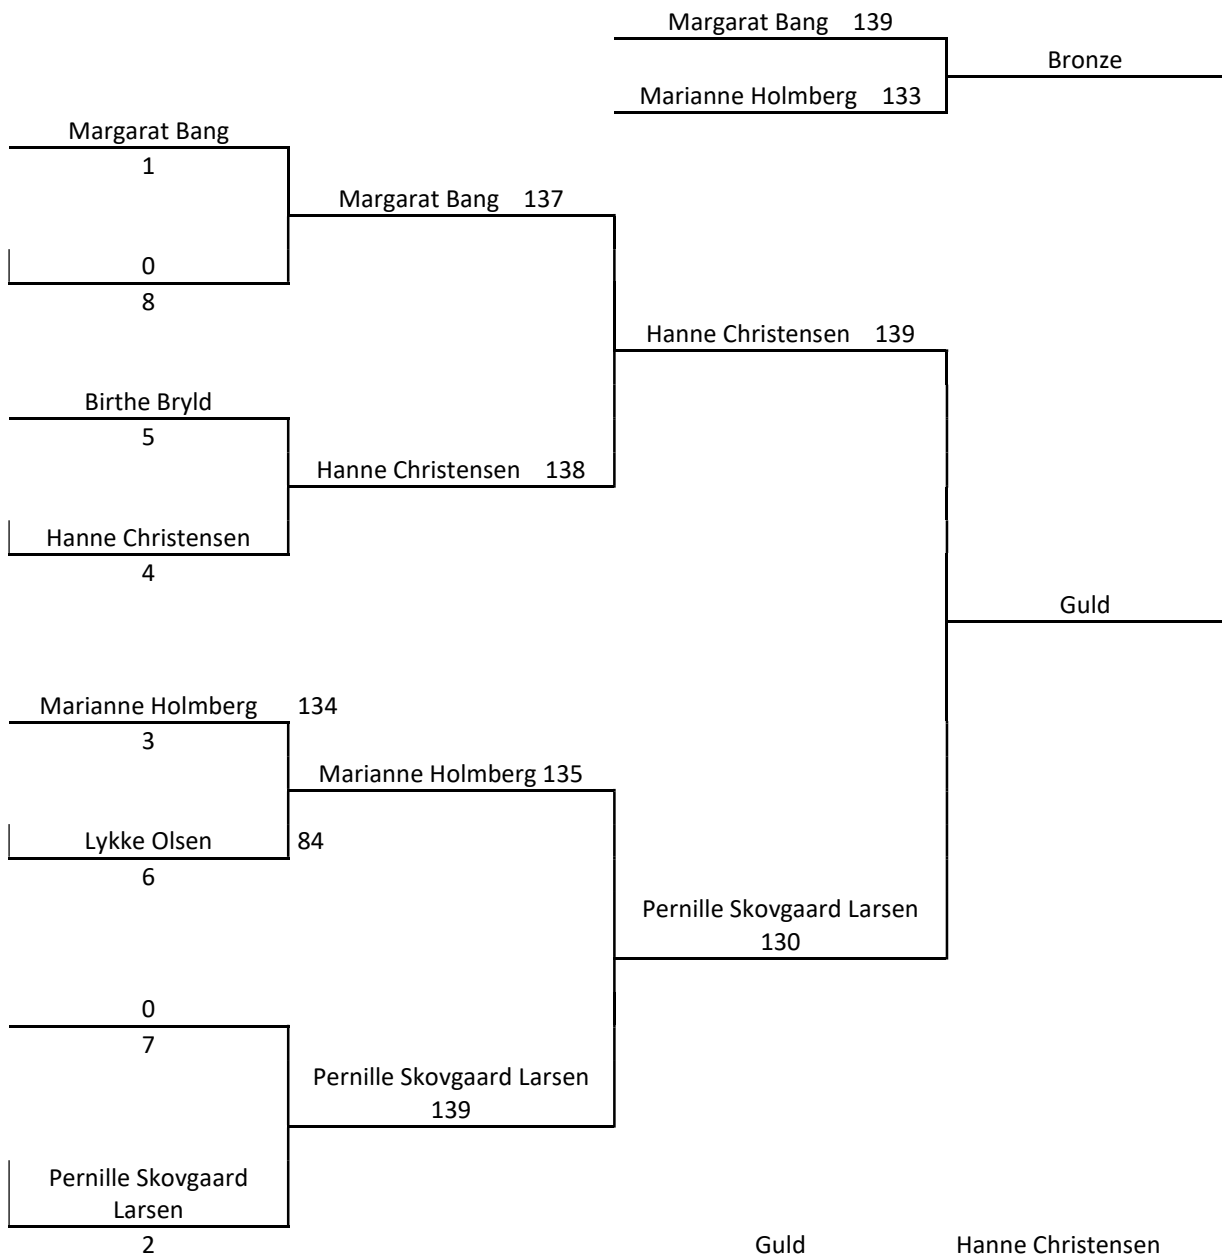 Margarat Bang 139
Bronze
Marianne Holmberg 133
Margarat Bang
1
Margarat Bang 137
0
8
Hanne Christensen 139
Birthe Bryld
5
Hanne Christensen 138
Hanne Christensen
4
Guld
Marianne Holmberg 134
3
Marianne Holmberg 135
Lykke Olsen 84
6
Pernille Skovgaard Larsen
130
0
7
Pernille Skovgaard Larsen
139
Pernille Skovgaard
Larsen
2
Guld Hanne Christensen